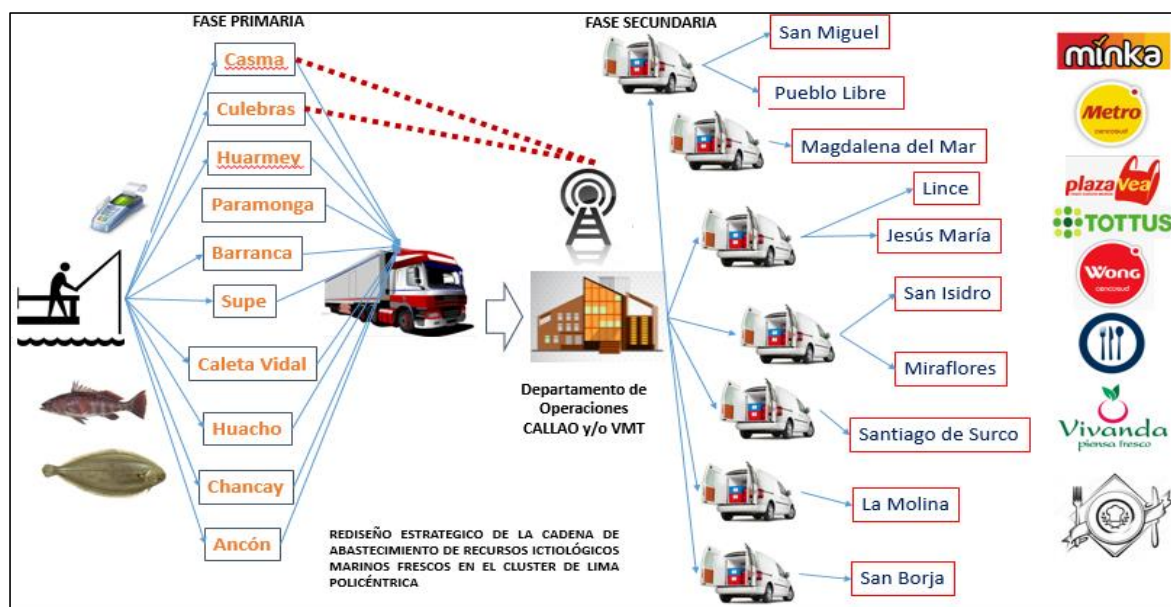 FASE PRIMARIA
Casma
Culebras
Huarmey
Paramonga
Barranca
Supe
Caleta Vidal
Huacho
Chancay
Ancón
Departamento de
Operaciones
CALLAO y/o VMT
REDISEÑO ESTRATEGICO DE LA CADENA DE
ABASTECIMIENTO DE RECURSOS ICTIOLÓGICOS
MARINOS FRESCOS EN EL CLUSTER DE LIMA
POLICÉNTRICA
FASE SECUNDARIA
San Miguel
Pueblo Libre
Magdalena del Mar
Lince
Jesús María
San Isidro
Miraflores
Santiago de Surco
La Molina
San Borja
minka
Metro
cencosud
plaza Vea
TOTTUS
Wong
cencosud
Vivanda
piensa fresco